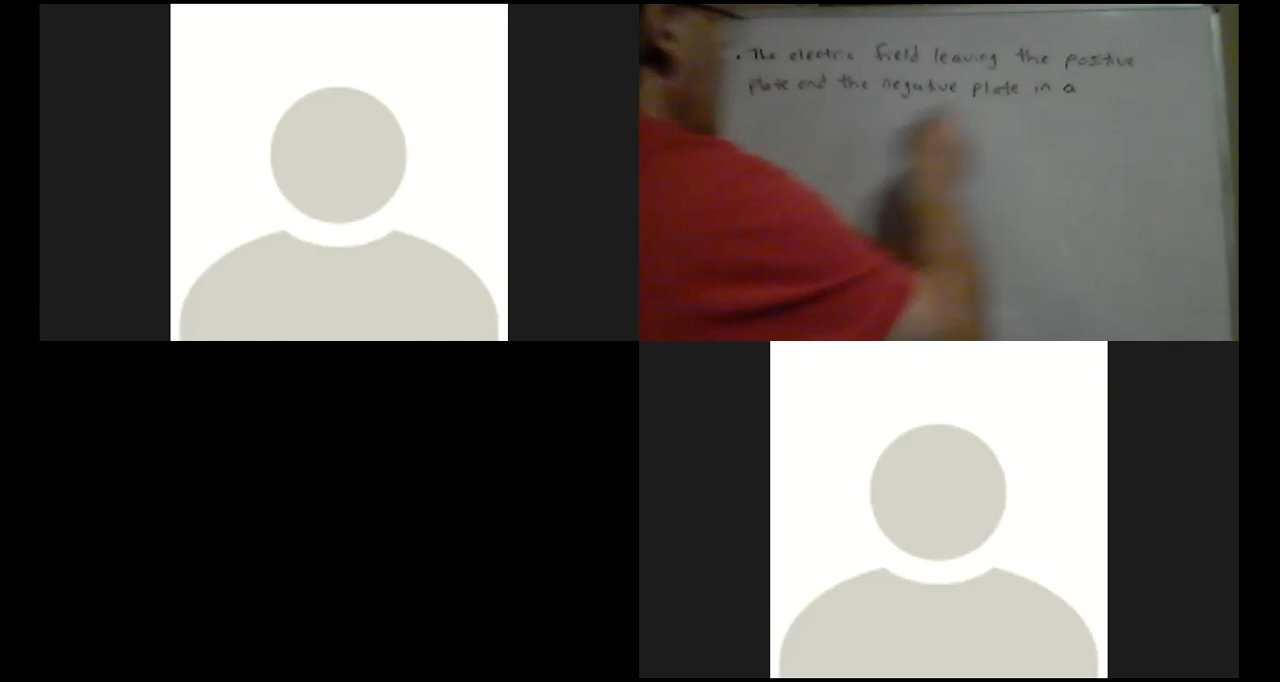 • The electric field leaving the positive
plate and the negative plate in a